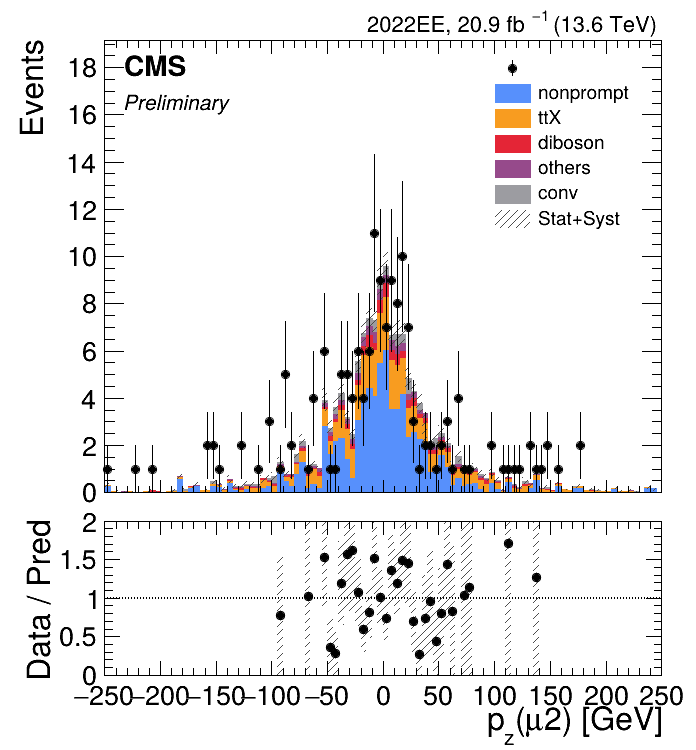 2022EE, 20.9 fb⁻¹ (13.6 TeV)
Events
CMS
Preliminary
nonprompt
ttX
diboson
others
conv
Stat+Syst
18
16
14
12
10
8
6
4
2
0
Data / Pred
2
1.5
1
0.5
0
−250 −200 −150 −100 −50 0 50 100 150 200 250
p_z(μ2) [GeV]